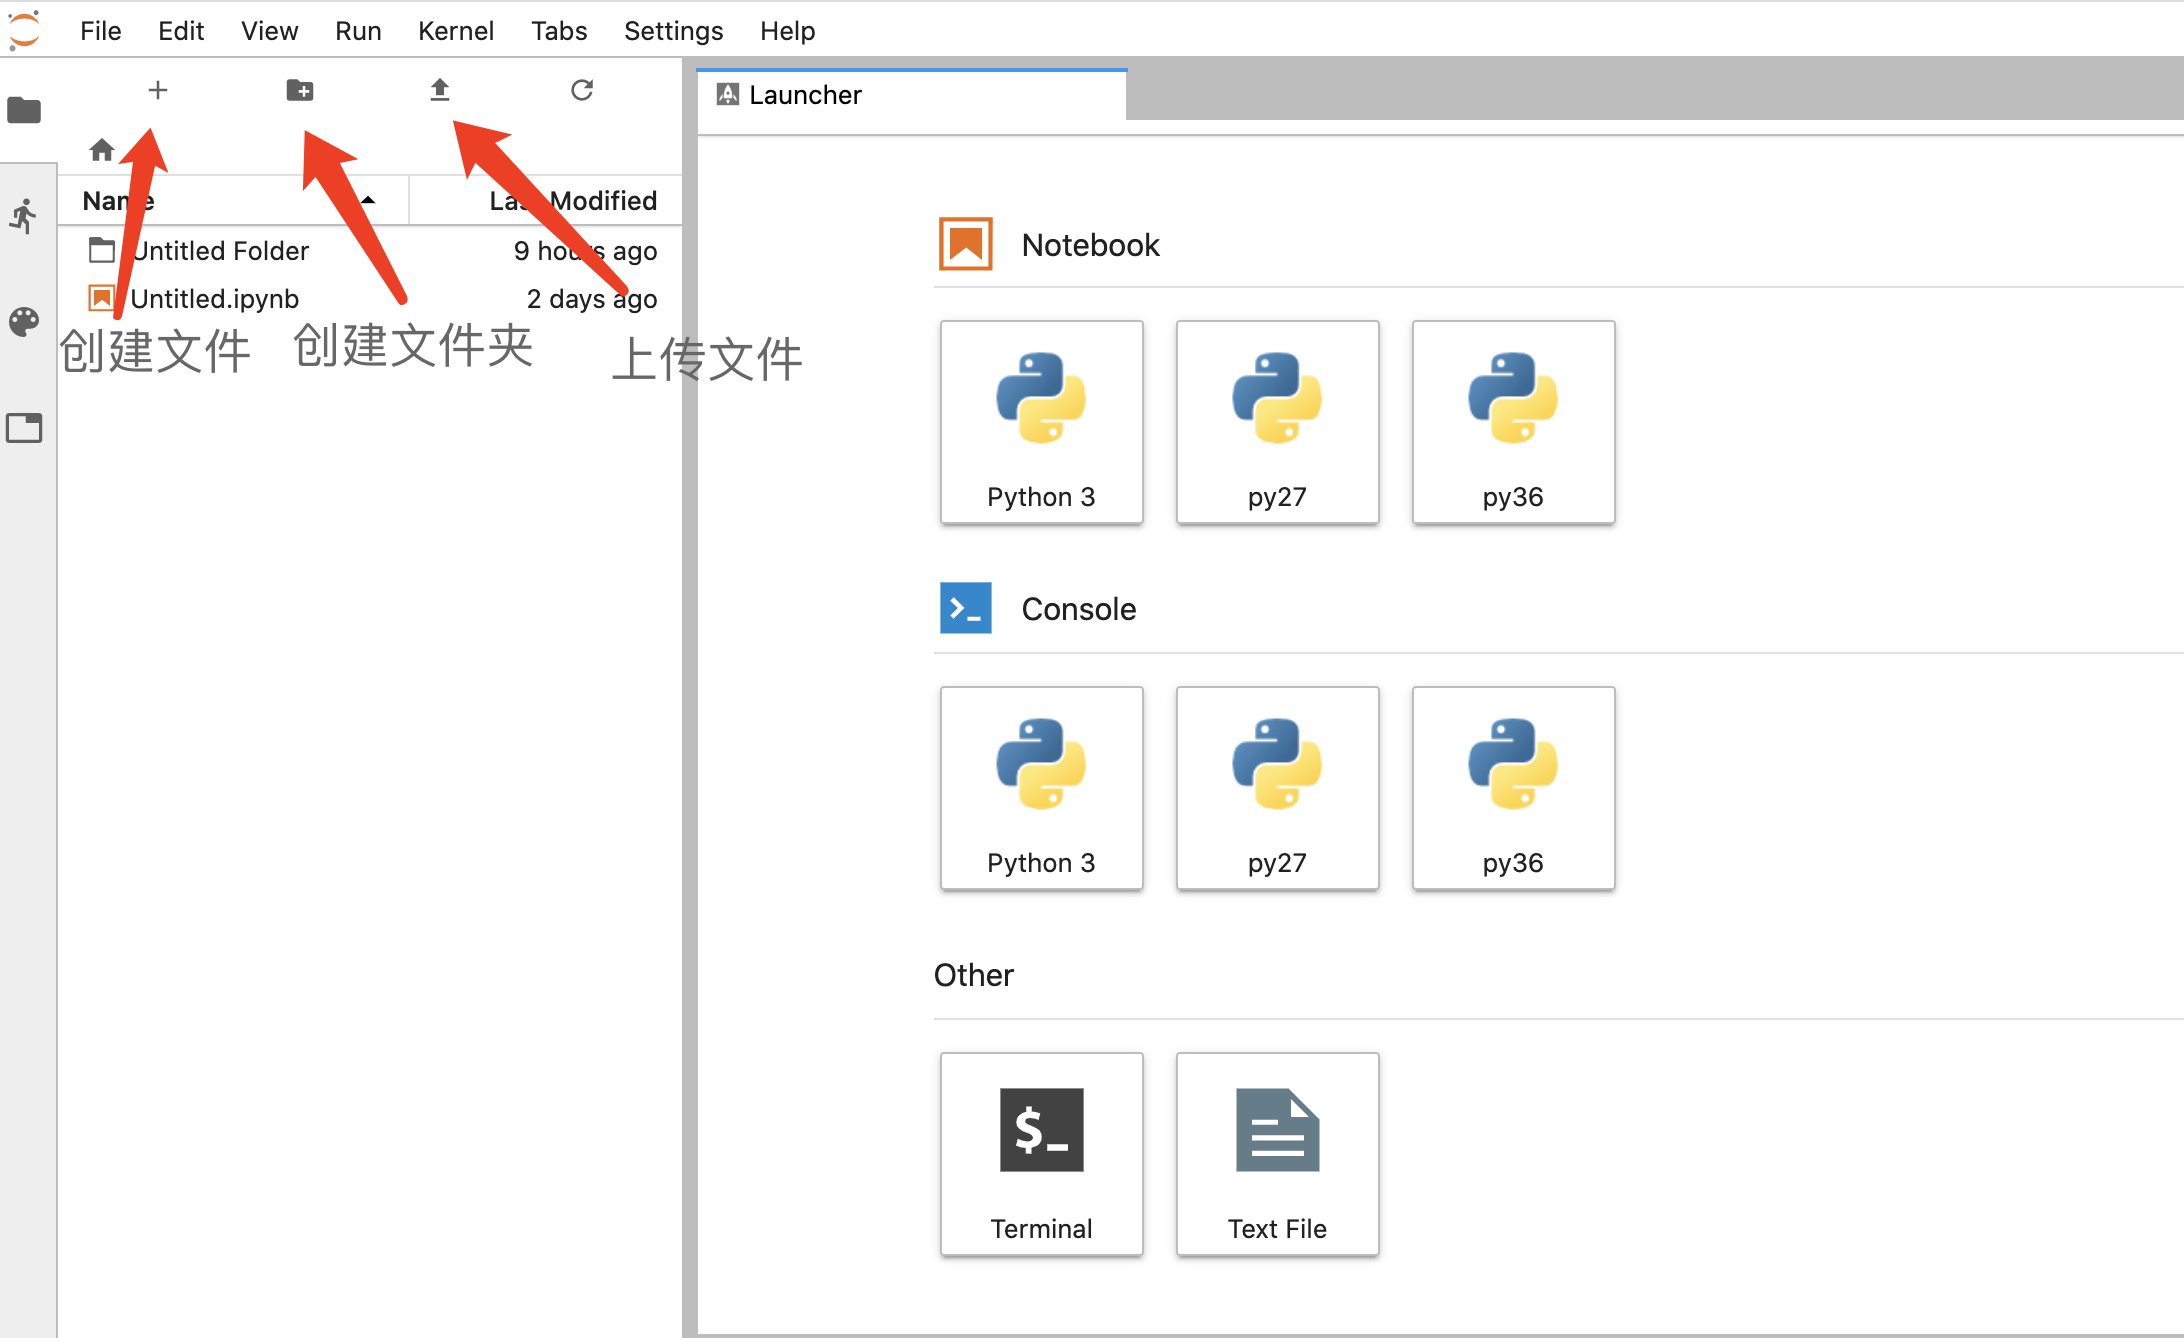 File Edit View Run Kernel Tabs Settings Help
Launcher
Name Last Modified
Untitled Folder 9 hours ago
Untitled.ipynb 2 days ago
创建文件 创建文件夹 上传文件
Notebook
Python 3 py27 py36
Console
Python 3 py27 py36
Other
$_
Terminal Text File